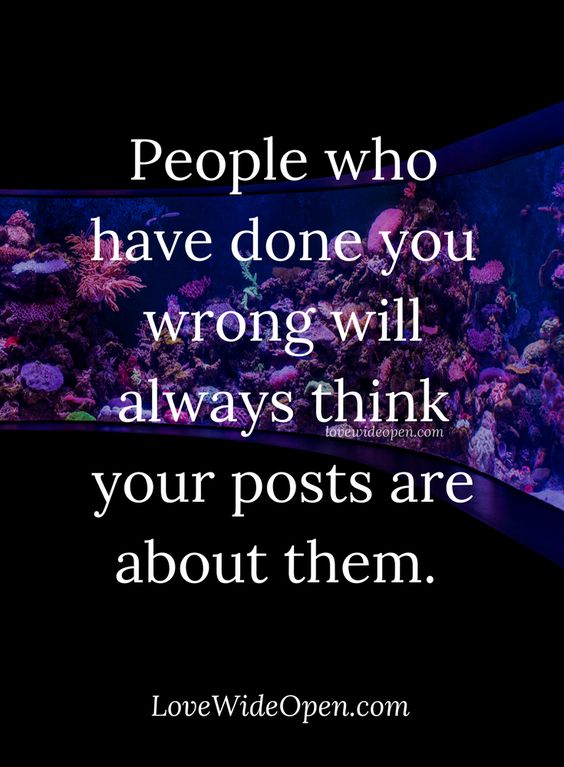 People who
have done you
wrong will
always think
lovewideopen.com
your posts are
about them.
LoveWideOpen.com